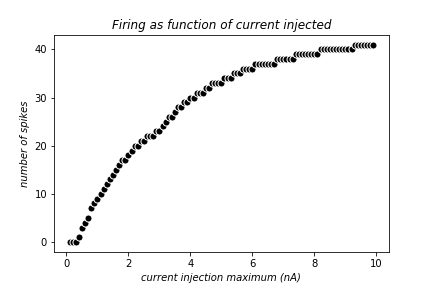 Firing as function of current injected
number of spikes
40
30
20
10
0
0 2 4 6 8 10
current injection maximum (nA)